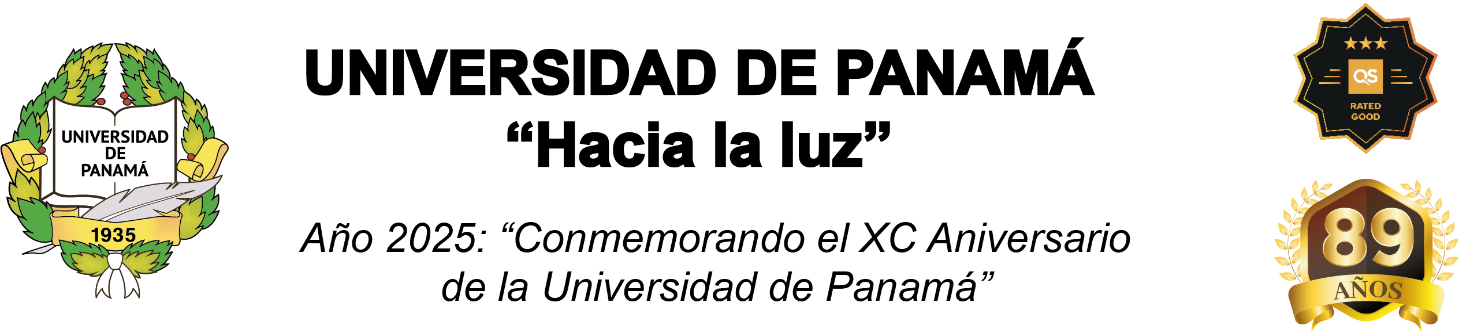 UNIVERSIDAD
DE
PANAMÁ
1935
UNIVERSIDAD DE PANAMÁ
“Hacia la luz”
Año 2025: “Conmemorando el XC Aniversario
de la Universidad de Panamá”
QS
RATED
GOOD
89
AÑOS